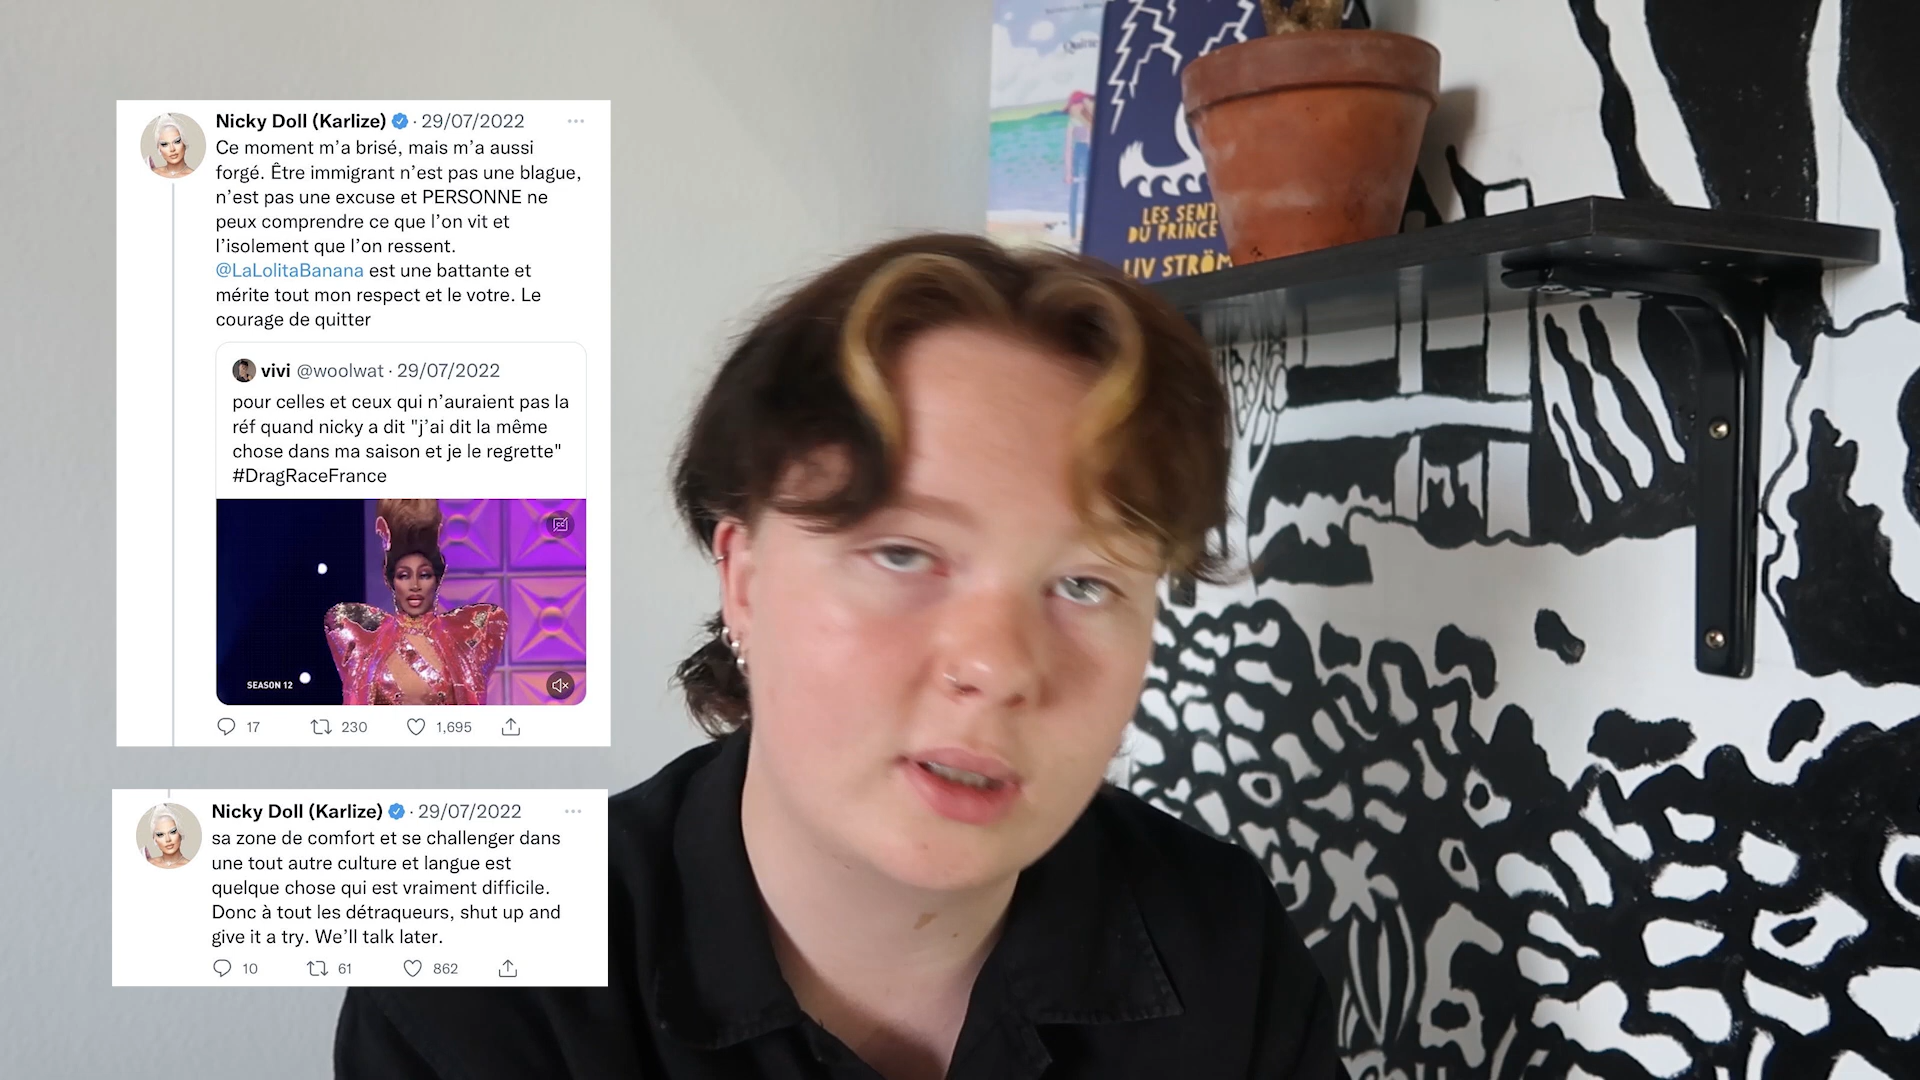 Nicky Doll (Karlize) · 29/07/2022
Ce moment m'a brisé, mais m'a aussi
forgé. Être immigrant n'est pas une blague,
n'est pas une excuse et PERSONNE ne
peux comprendre ce que l'on vit et
l'isolement que l'on ressent.
@LaLolitaBanana est une battante et
mérite tout mon respect et le votre. Le
courage de quitter
vivi @woolwat · 29/07/2022
pour celles et ceux qui n'auraient pas la
réf quand nicky a dit "j'ai dit la même
chose dans ma saison et je le regrette"
#DragRaceFrance
SEASON 12
17 230 1,695
Nicky Doll (Karlize) · 29/07/2022
sa zone de comfort et se challenger dans
une tout autre culture et langue est
quelque chose qui est vraiment difficile.
Donc à tout les détraqueurs, shut up and
give it a try. We'll talk later.
10 61 862
LES SENT
DU PRINCE
LIV STRÖM